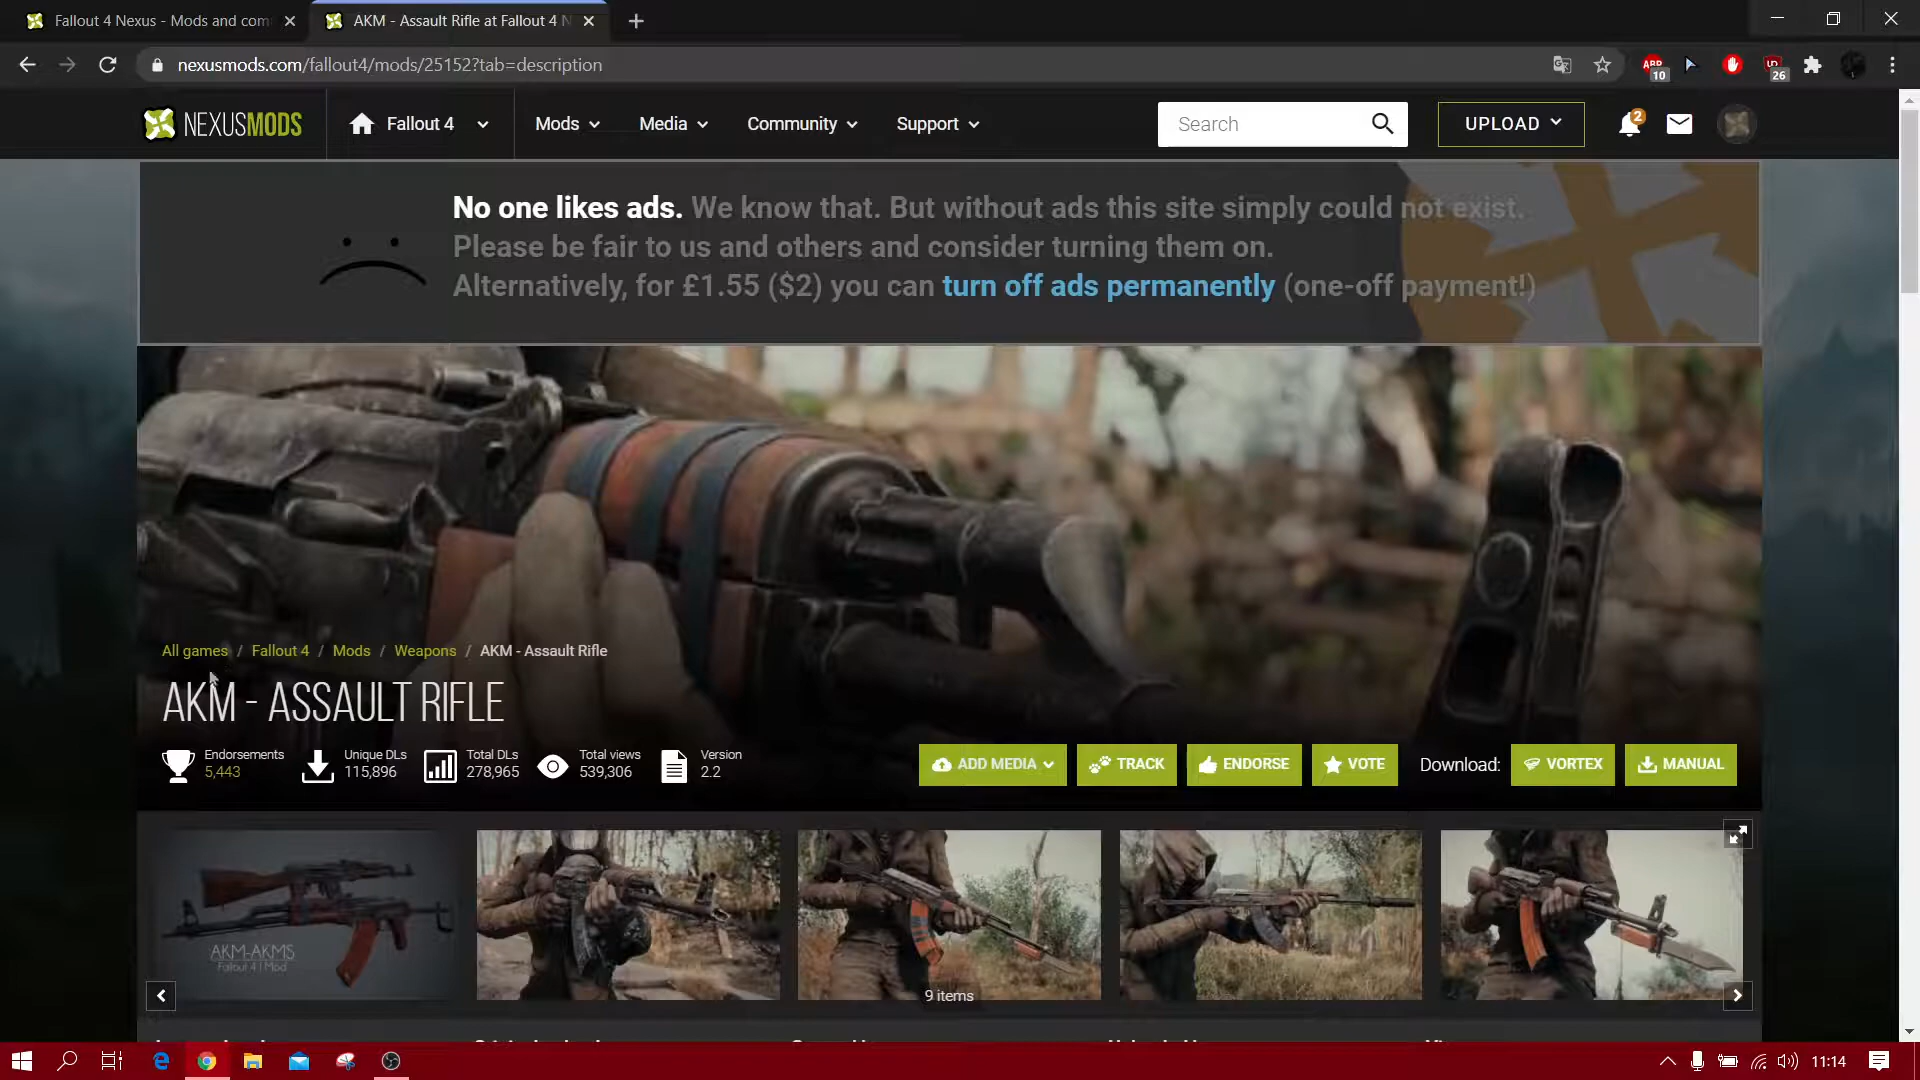 Fallout 4 Nexus - Mods and com
AKM - Assault Rifle at Fallout 4 N
nexusmods.com/fallout4/mods/25152?tab=description
ABP
10
26
NEXUSMODS
Fallout 4
Mods
Media
Community
Support
Search
UPLOAD
2
No one likes ads. We know that. But without ads this site simply could not exist.
Please be fair to us and others and consider turning them on.
Alternatively, for £1.55 ($2) you can turn off ads permanently (one-off payment!)
All games / Fallout 4 / Mods / Weapons / AKM - Assault Rifle
AKM - ASSAULT RIFLE
Endorsements
5,443
Unique DLs
115,896
Total DLs
278,965
Total views
539,306
Version
2.2
ADD MEDIA
TRACK
ENDORSE
VOTE
Download:
VORTEX
MANUAL
AKM-AKMS
Fallout 4 | Mod
9 items
11:14